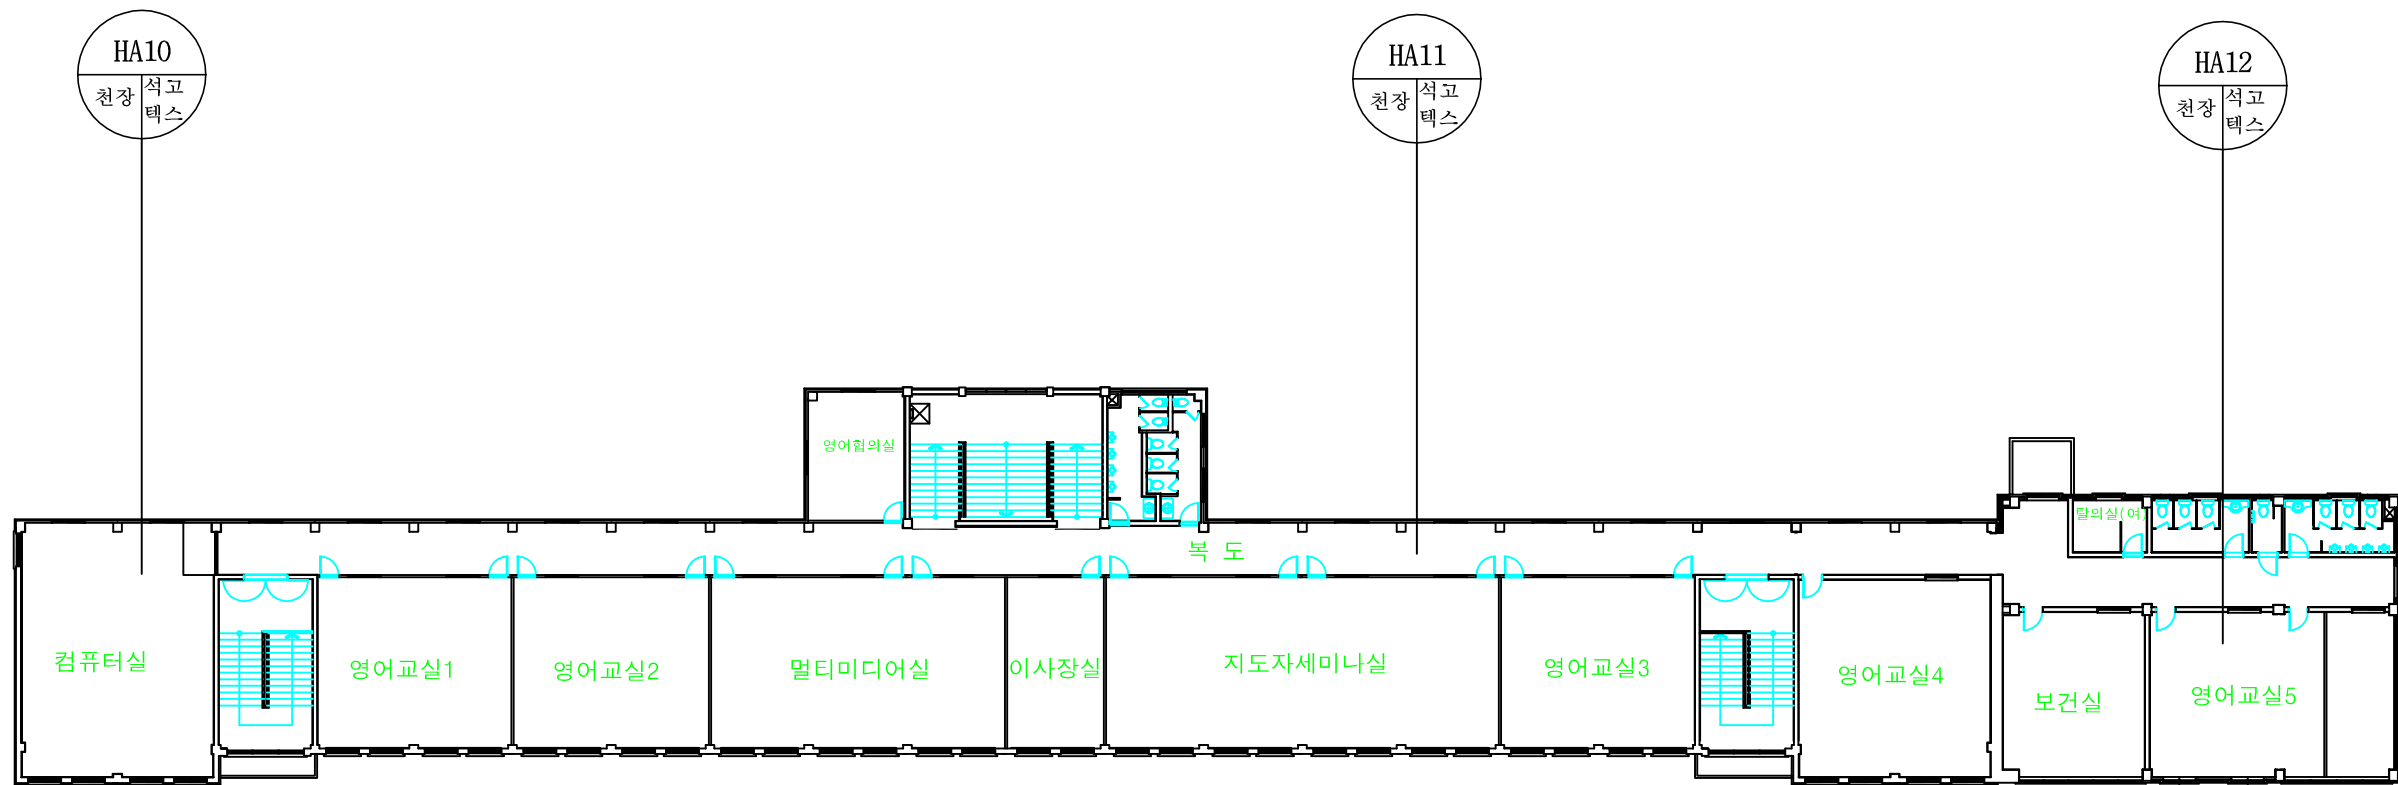 HA10
천장
석고
텍스
HA11
천장
석고
텍스
HA12
천장
석고
텍스
영어협의실
탈의실(여)
복 도
컴퓨터실
영어교실1
영어교실2
멀티미디어실
이사장실
지도자세미나실
영어교실3
영어교실4
보건실
영어교실5